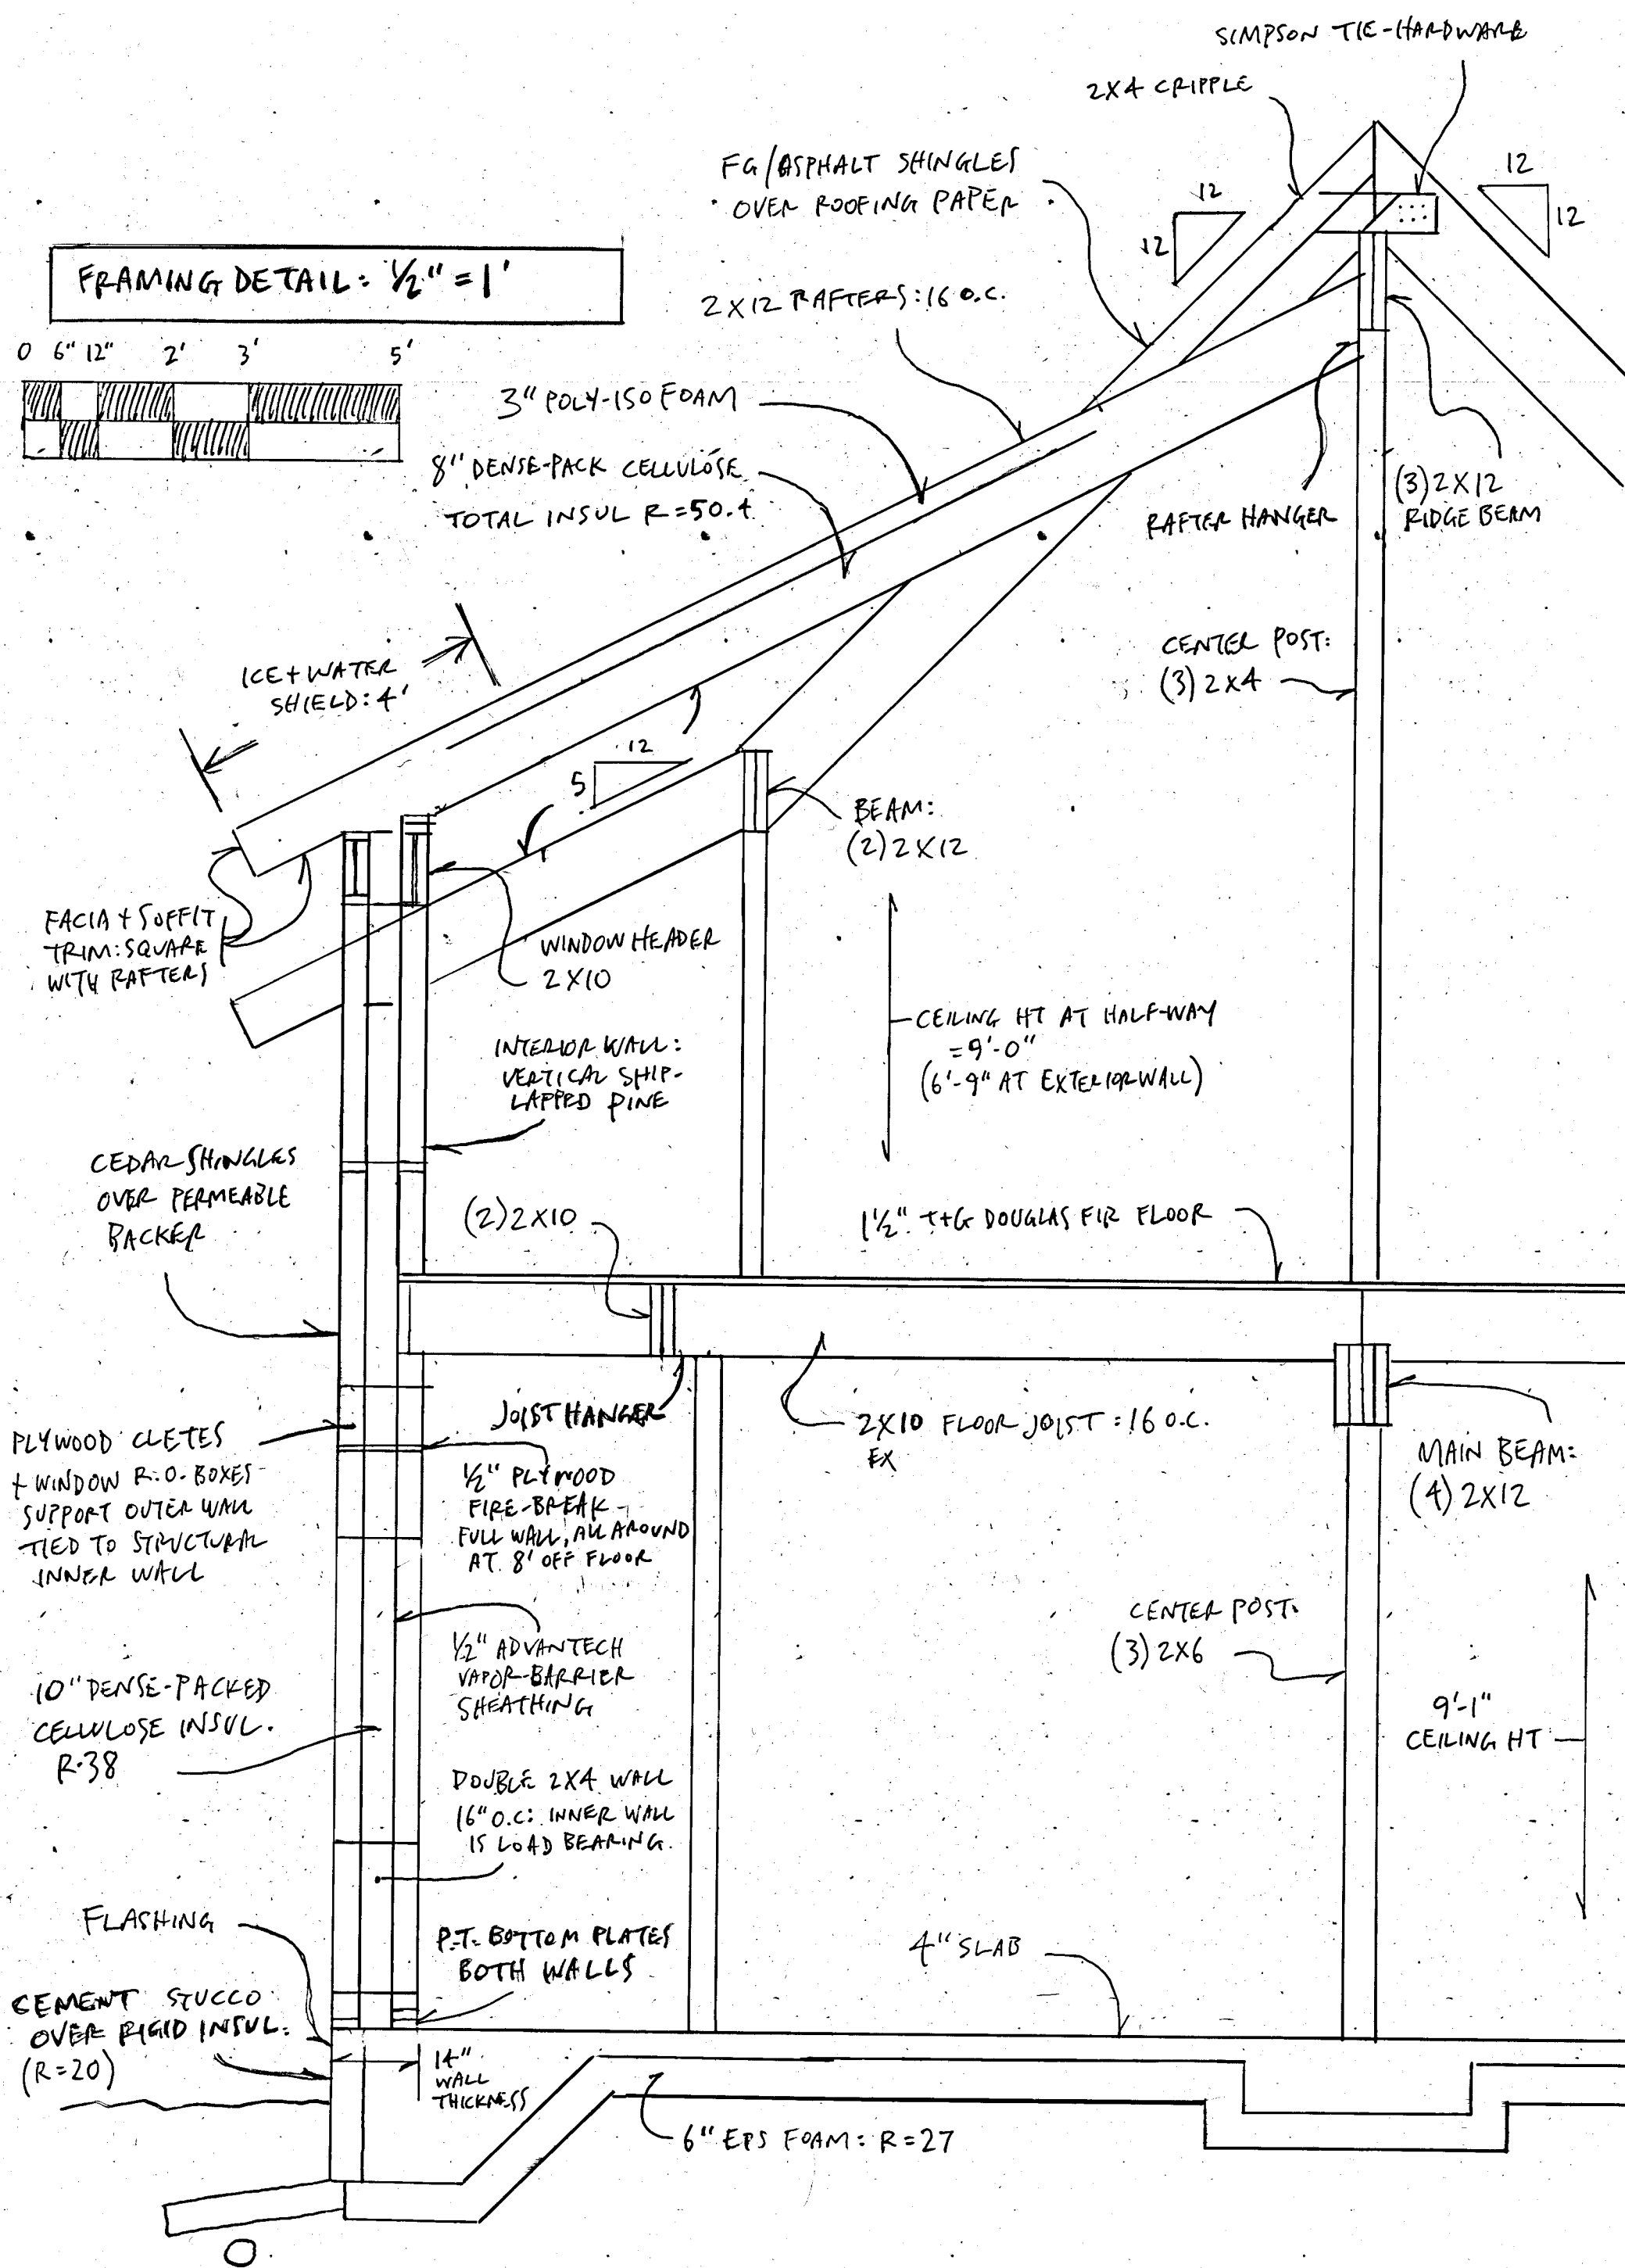 SIMPSON TIE-HARDWARE
2X4 CRIPPLE
FG/ASPHALT SHINGLES
OVER ROOFING PAPER
12
12
12
12
FRAMING DETAIL: 1/2" = 1'
0 6" 12" 2' 3' 5'
2X12 RAFTERS: 16 O.C.
3" POLY-ISO FOAM
8" DENSE-PACK CELLULOSE
TOTAL INSUL R=50.4
RAFTER HANGER
(3) 2X12
RIDGE BEAM
ICE + WATER
SHIELD: 4'
CENTER POST:
(3) 2X4
12
5
BEAM:
(2) 2X12
FACIA + SOFFIT
TRIM: SQUARE
WITH RAFTERS
WINDOW HEADER
2X10
CEILING HT AT HALF-WAY
=9'-0"
(6'-9" AT EXTERIOR WALL)
INTERIOR WALL:
VERTICAL SHIP-
LAPPED PINE
CEDAR SHINGLES
OVER PERMEABLE
BACKER
(2) 2X10
1 1/2" T+G DOUGLAS FIR FLOOR
JOIST HANGER
2X10 FLOOR JOIST: 16 O.C.
EX
PLYWOOD CLETES
+ WINDOW R.O. BOXES
SUPPORT OUTER WALL
TIED TO STRUCTURAL
INNER WALL
1/2" PLYWOOD
FIRE-BREAK-
FULL WALL, ALL AROUND
AT 8' OFF FLOOR
MAIN BEAM:
(4) 2X12
CENTER POST:
(3) 2X6
1/2" ADVANTECH
VAPOR-BARRIER
SHEATHING
10" DENSE-PACKED
CELLULOSE INSUL.
R-38
9'-1"
CEILING HT
DOUBLE 2X4 WALL
16" O.C: INNER WALL
IS LOAD BEARING.
FLASHING
P.T. BOTTOM PLATES
BOTH WALLS
4" SLAB
CEMENT STUCCO
OVER RIGID INSUL.
(R=20)
14"
WALL
THICKNESS
6" EPS FOAM: R=27